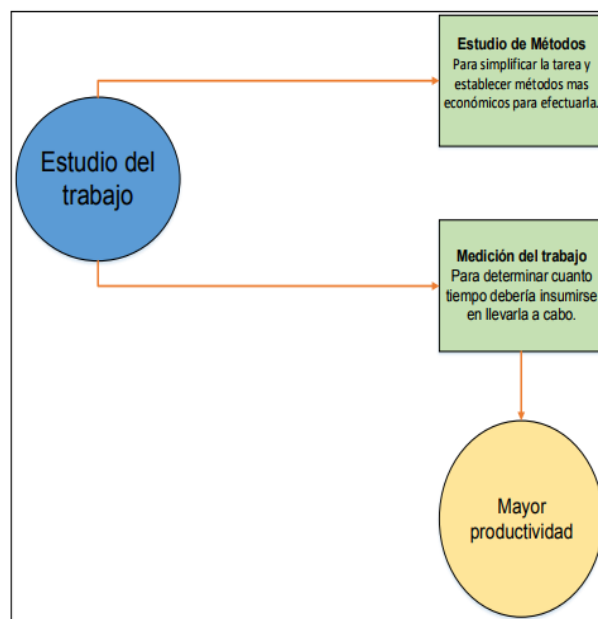 Estudio de Métodos
Para simplificar la tarea y
establecer métodos mas
económicos para efectuarla.
Estudio del
trabajo
Medición del trabajo
Para determinar cuanto
tiempo debería insumirse
en llevarla a cabo.
Mayor
productividad